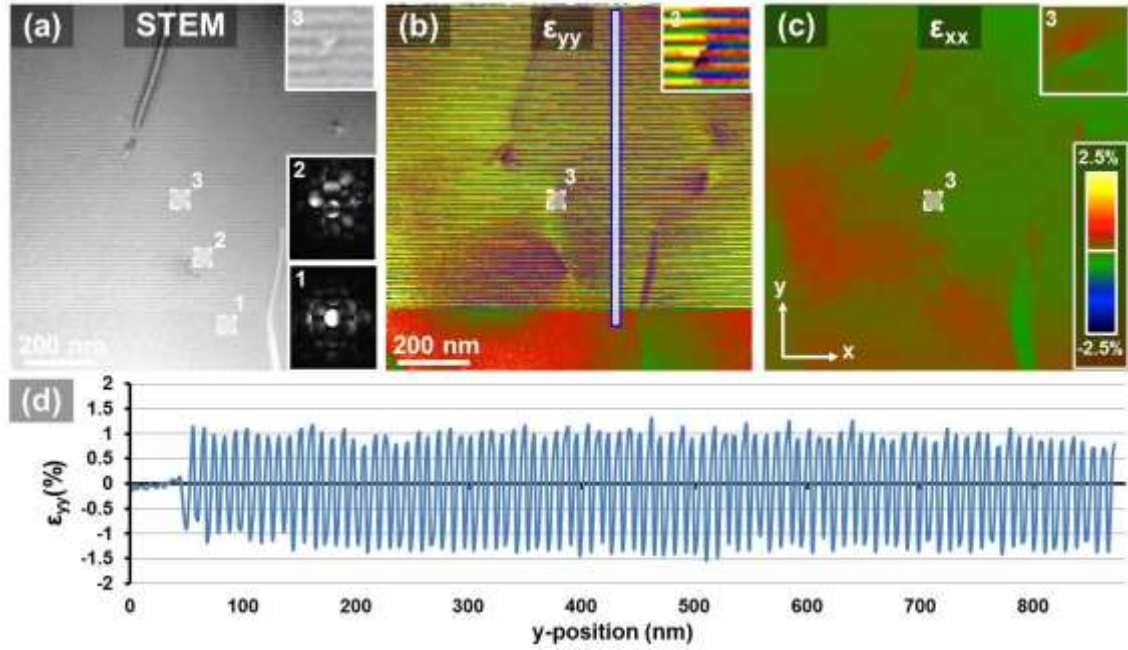 (a) STEM 3
(b) εyy 3
(c) εxx 3
3
2
2
1
1
200 nm
3
200 nm
3
2.5%
-2.5%
y
x
(d)
2
1.5
1
0.5
0
-0.5
-1
-1.5
-2
εyy(%)
0 100 200 300 400 500 600 700 800
y-position (nm)